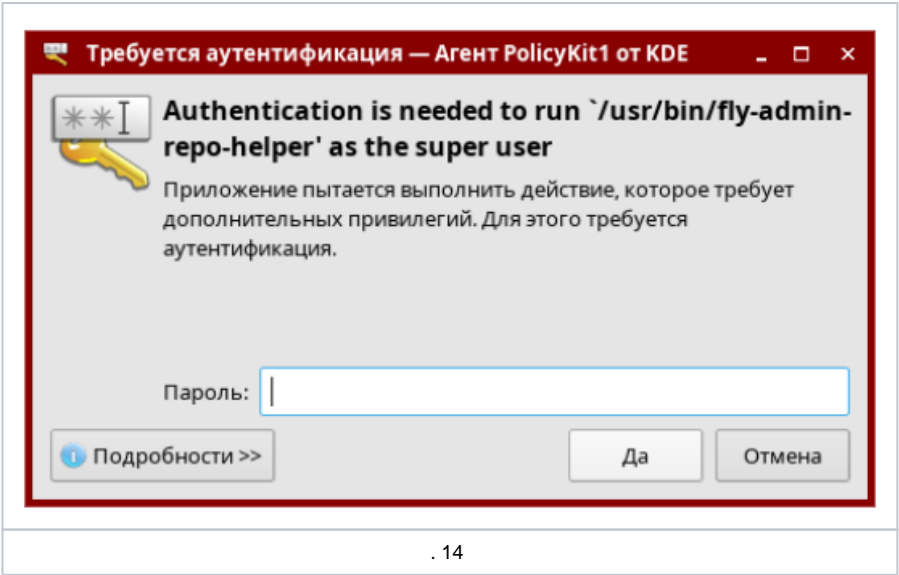 Требуется аутентификация — Агент PolicyKit1 от KDE
Authentication is needed to run `/usr/bin/fly-admin-
repo-helper' as the super user
Приложение пытается выполнить действие, которое требует
дополнительных привилегий. Для этого требуется
аутентификация.
Пароль:
Подробности >>
Да
Отмена
. 14